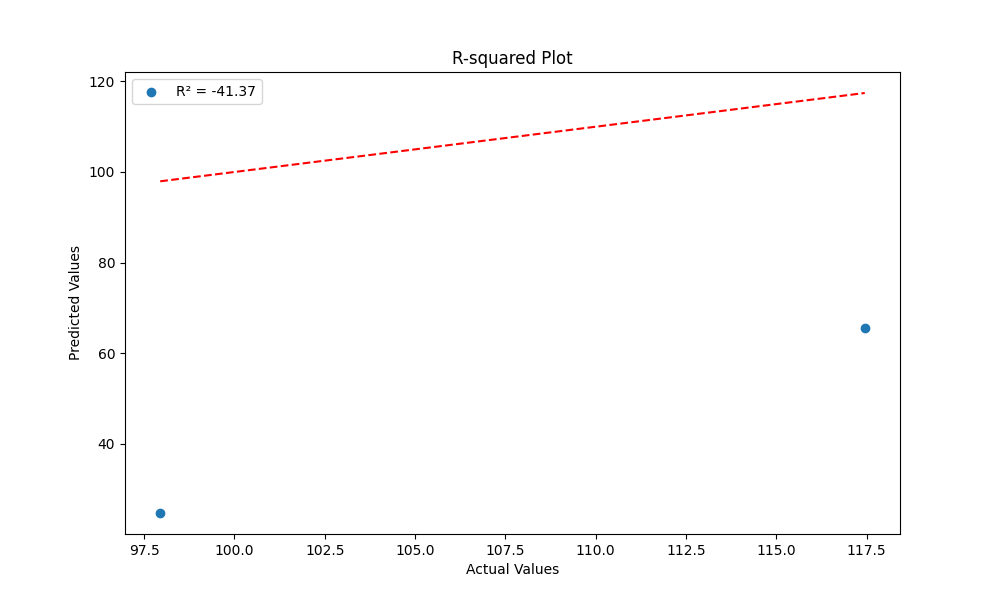 R-squared Plot
R² = -41.37
120
100
80
60
40
Predicted Values
97.5 100.0 102.5 105.0 107.5 110.0 112.5 115.0 117.5
Actual Values